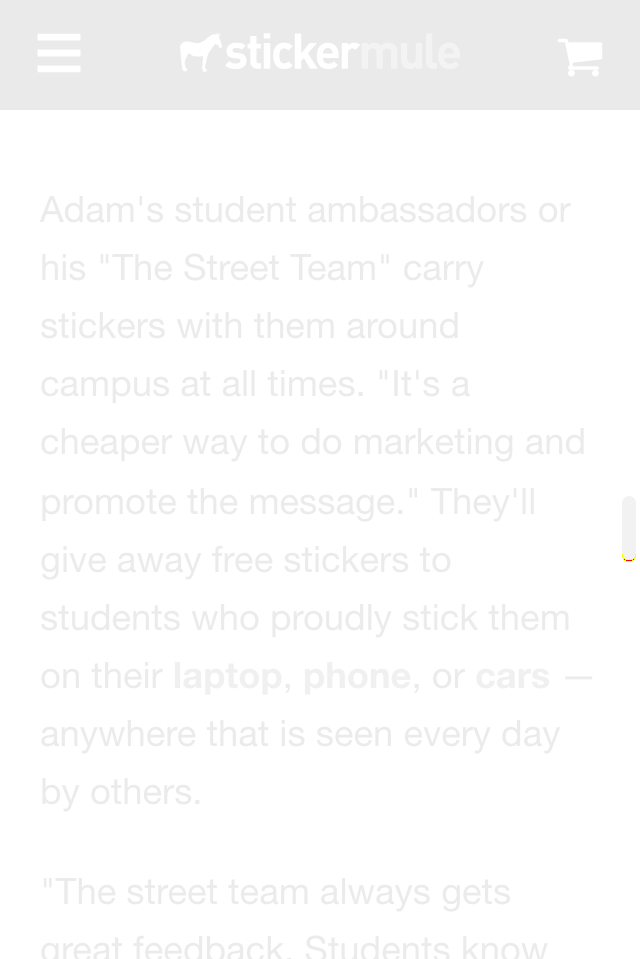 stickermule
Adam's student ambassadors or
his "The Street Team" carry
stickers with them around
campus at all times. "It's a
cheaper way to do marketing and
promote the message." They'll
give away free stickers to
students who proudly stick them
on their laptop, phone, or cars —
anywhere that is seen every day
by others.
"The street team always gets
great feedback. Students know